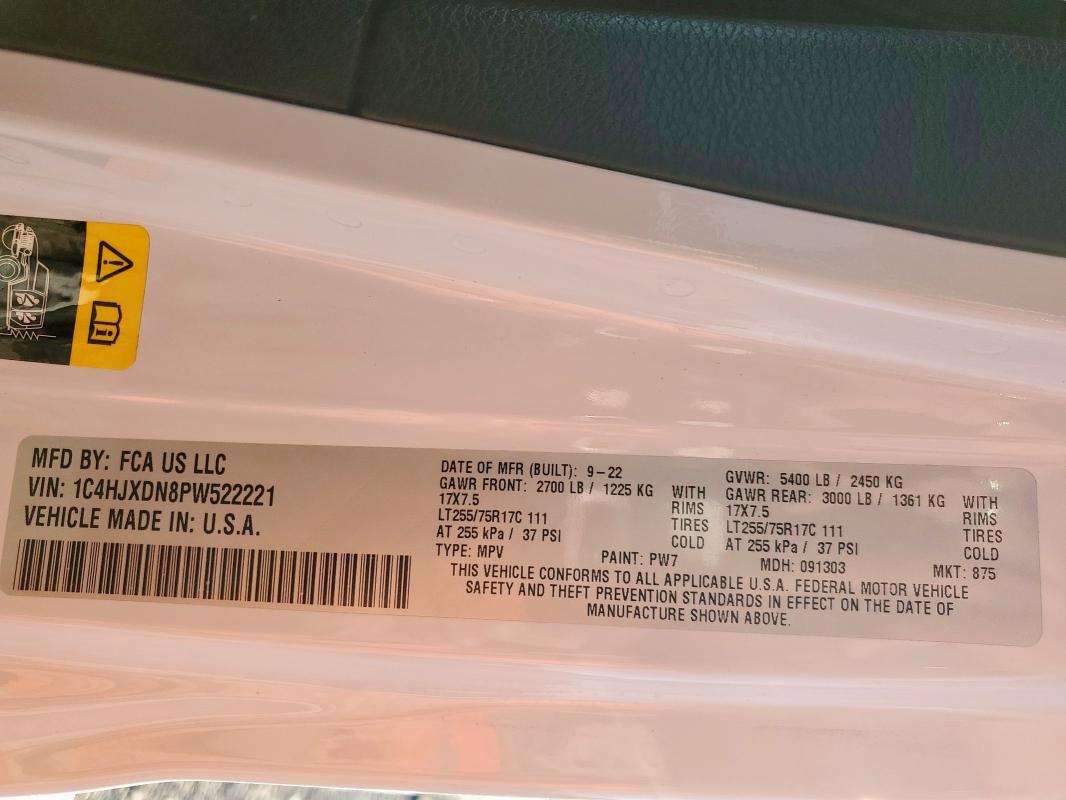 MFD BY: FCA US LLC
VIN: 1C4HJXDN8PW522221
VEHICLE MADE IN: U.S.A.
DATE OF MFR (BUILT): 9-22
GAWR FRONT: 2700 LB / 1225 KG WITH
17X7.5 RIMS
LT255/75R17C 111 TIRES
AT 255 kPa / 37 PSI COLD
TYPE: MPV PAINT: PW7
GVWR: 5400 LB / 2450 KG
GAWR REAR: 3000 LB / 1361 KG WITH
17X7.5 RIMS
LT255/75R17C 111 TIRES
AT 255 kPa / 37 PSI COLD
MDH: 091303 MKT: 875
THIS VEHICLE CONFORMS TO ALL APPLICABLE U.S.A. FEDERAL MOTOR VEHICLE
SAFETY AND THEFT PREVENTION STANDARDS IN EFFECT ON THE DATE OF
MANUFACTURE SHOWN ABOVE.